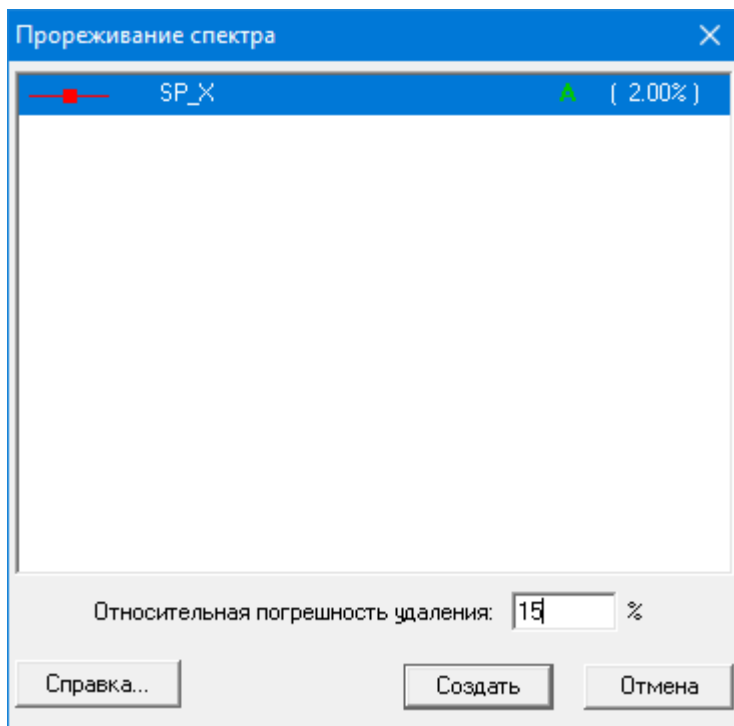 Прореживание спектра
SP_X A ( 2.00% )
Относительная погрешность удаления: 15 %
Справка... Создать Отмена